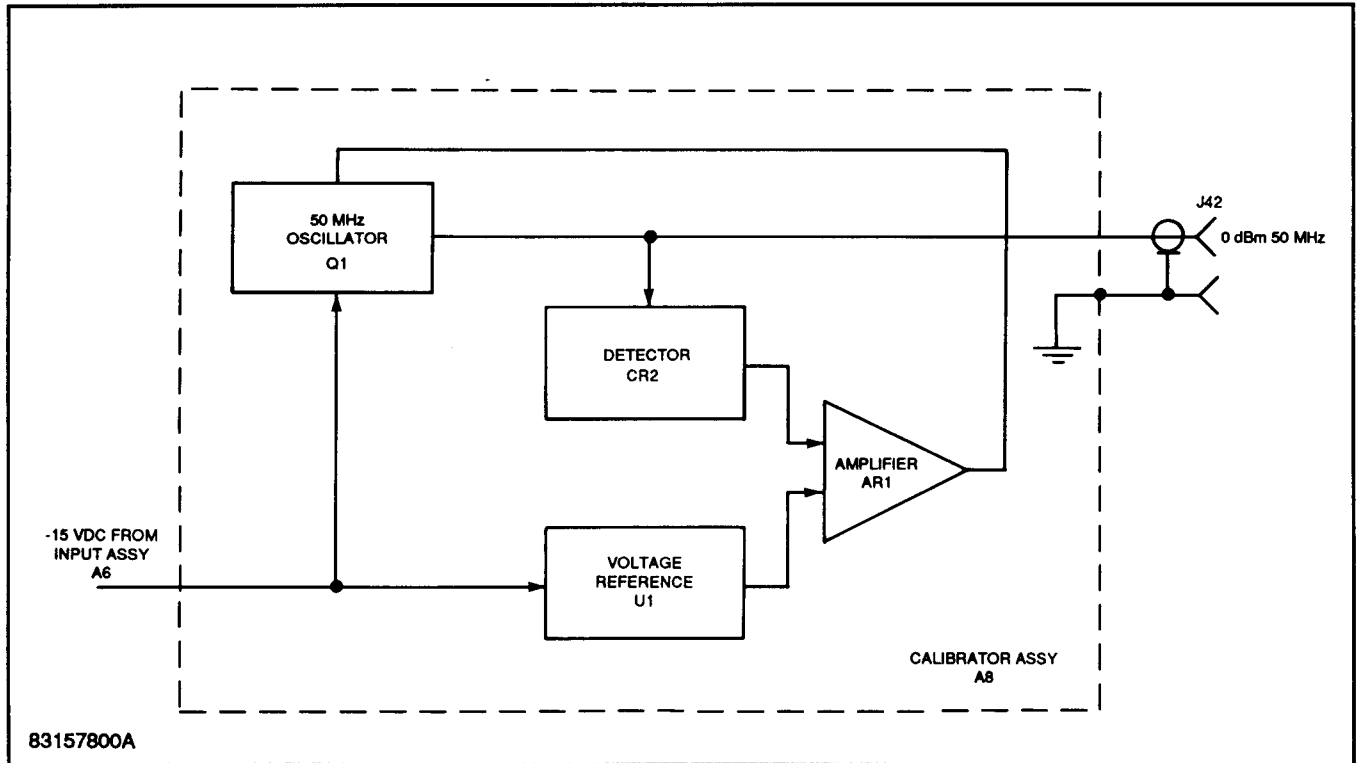 50 MHz
OSCILLATOR
Q1
J42
0 dBm 50 MHz
DETECTOR
CR2
AMPLIFIER
AR1
-15 VDC FROM
INPUT ASSY
A6
VOLTAGE
REFERENCE
U1
CALIBRATOR ASSY
A8
83157800A